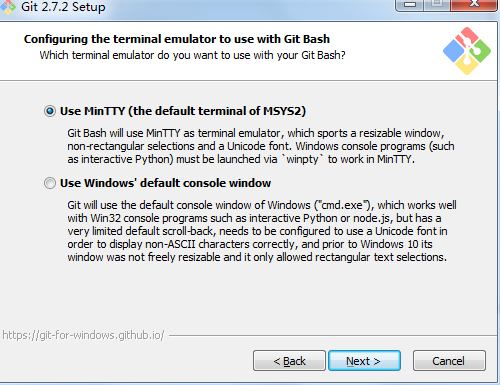 Git 2.7.2 Setup
Configuring the terminal emulator to use with Git Bash
Which terminal emulator do you want to use with your Git Bash?
Use MinTTY (the default terminal of MSYS2)
Git Bash will use MinTTY as terminal emulator, which sports a resizable window,
non-rectangular selections and a Unicode font. Windows console programs (such
as interactive Python) must be launched via `winpty` to work in MinTTY.
Use Windows' default console window
Git will use the default console window of Windows ("cmd.exe"), which works well
with Win32 console programs such as interactive Python or node.js, but has a
very limited default scroll-back, needs to be configured to use a Unicode font in
order to display non-ASCII characters correctly, and prior to Windows 10 its
window was not freely resizable and it only allowed rectangular text selections.
https://git-for-windows.github.io/
< Back
Next >
Cancel